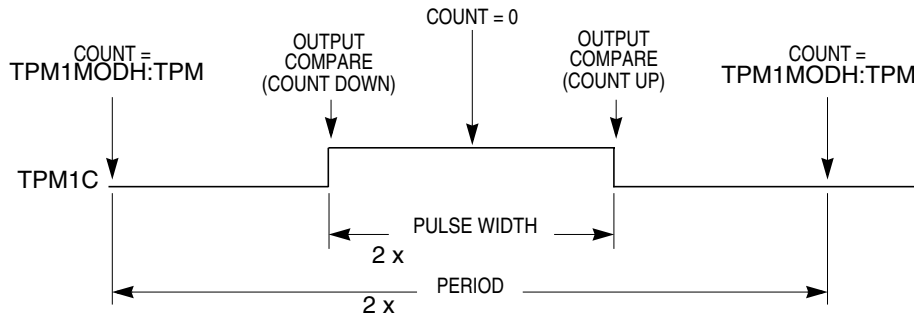 COUNT = 0
COUNT =
TPM1MODH:TPM
OUTPUT
COMPARE
(COUNT DOWN)
OUTPUT
COMPARE
(COUNT UP)
COUNT =
TPM1MODH:TPM
TPM1C
PULSE WIDTH
2 x
PERIOD
2 x